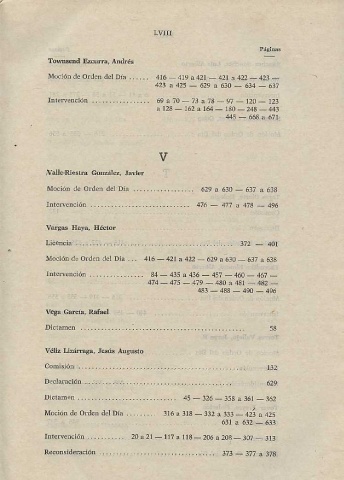 LVIII
Páginas
Townsend Ezcurra, Andrés
Moción de Orden del Día ...... 416 — 419 a 421 — 421 a 422 — 423 —
423 a 425 — 629 a 630 — 634 — 637
Intervención ................. 69 a 70 — 73 a 78 — 97 — 120 — 123
a 128 — 162 a 164 — 180 — 248 — 443
445 — 668 a 671
V
Valle-Riestra González, Javier
Moción de Orden del Día .................. 629 a 630 — 637 a 638
Intervención ...................... 476 — 477 a 478 — 496
Vargas Haya, Héctor
Licencia ............................................ 372 — 401
Moción de Orden del Día ... 416 — 421 a 422 — 629 a 630 — 637 a 638
Intervención ................ 84 — 435 a 436 — 457 — 460 — 467 —
474 — 475 — 479 — 480 a 481 — 482 —
483 — 488 — 490 — 496
Vega García, Rafael
Dictamen .............................................. 58
Véliz Lizárraga, Jesús Augusto
Comisión .............................................. 132
Declaración ........................................... 629
Dictamen ......................... 45 — 326 — 358 a 361 — 362
Moción de Orden del Día ........ 316 a 318 — 332 a 333 — 423 a 425
631 a 632 — 633
Intervención .......... 20 a 21 — 117 a 118 — 206 a 208 — 307 — 313
Reconsideración ............................... 373 — 377 a 378